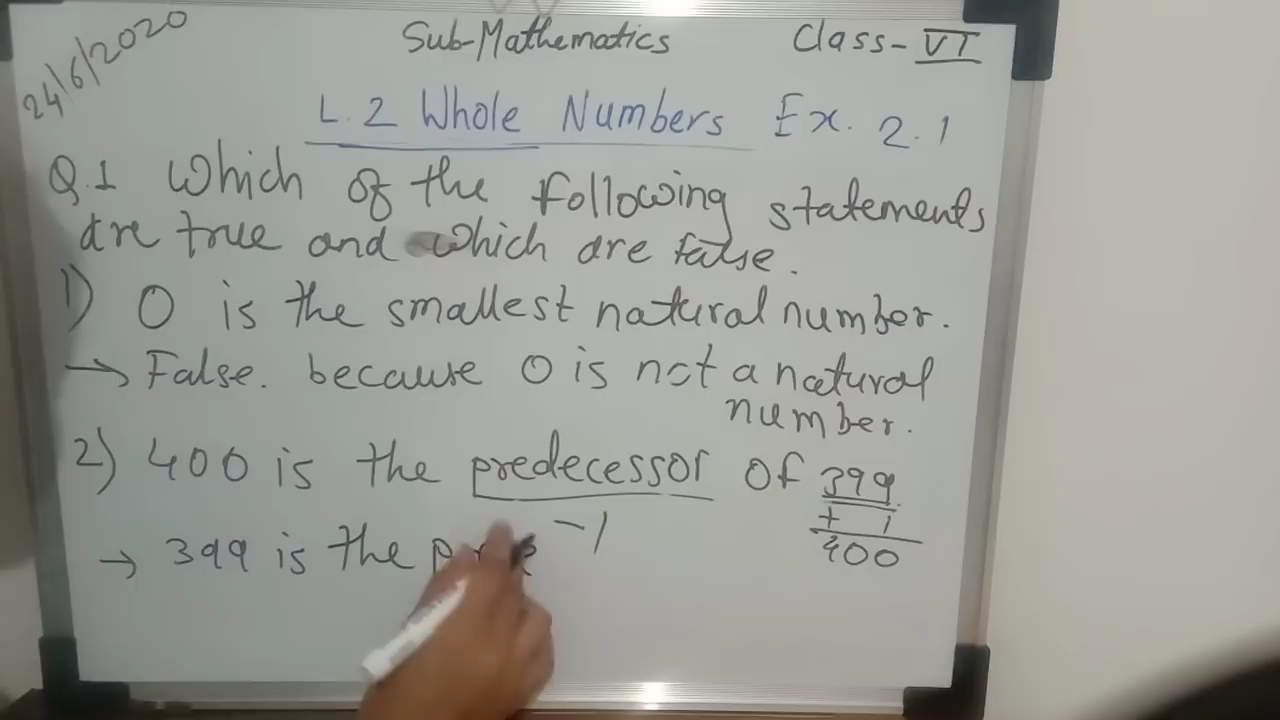 24/6/2020
Sub-Mathematics Class-VI
L.2 Whole Numbers Ex. 2.1
Q.1 which of the following statements
are true and which are false.
1) 0 is the smallest natural number.
→ False. because 0 is not a natural
number.
2) 400 is the predecessor of 399
+ 1
400
-1
→ 399 is the pre